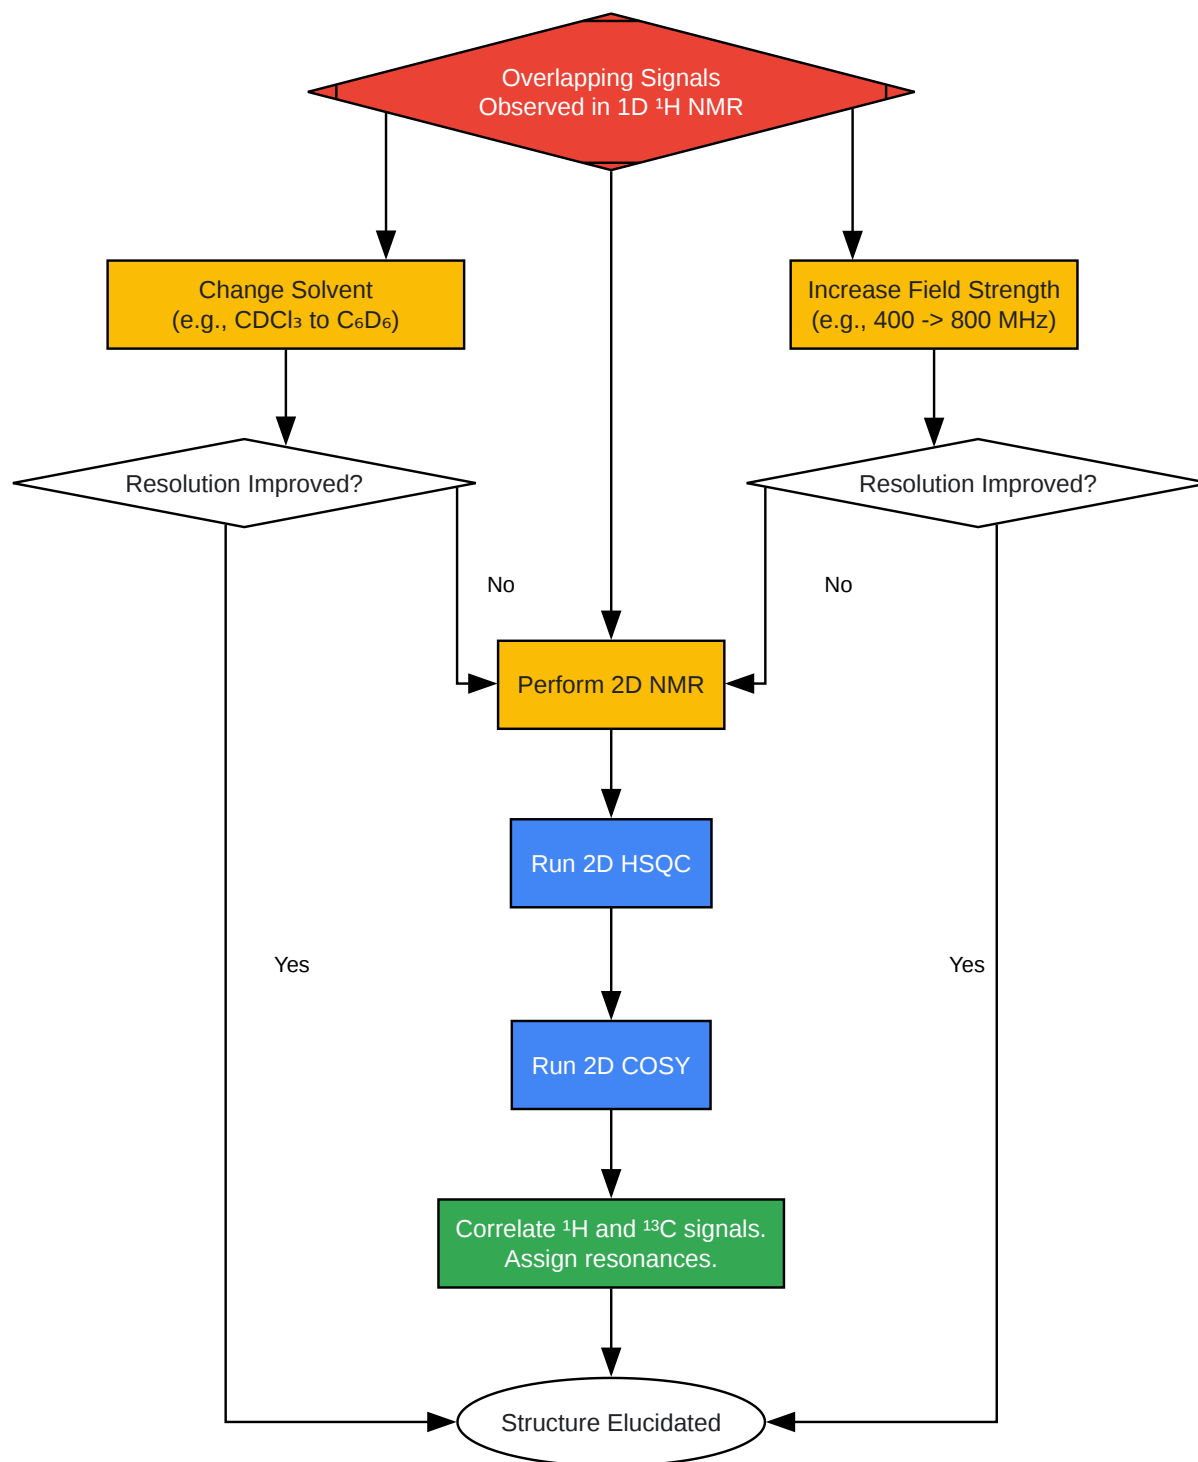 Overlapping Signals
Observed in 1D ¹H NMR
Change Solvent
(e.g., CDCl₃ to C₆D₆)
Increase Field Strength
(e.g., 400 -> 800 MHz)
Resolution Improved?
Resolution Improved?
No
No
Perform 2D NMR
Run 2D HSQC
Yes
Yes
Run 2D COSY
Correlate ¹H and ¹³C signals.
Assign resonances.
Structure Elucidated